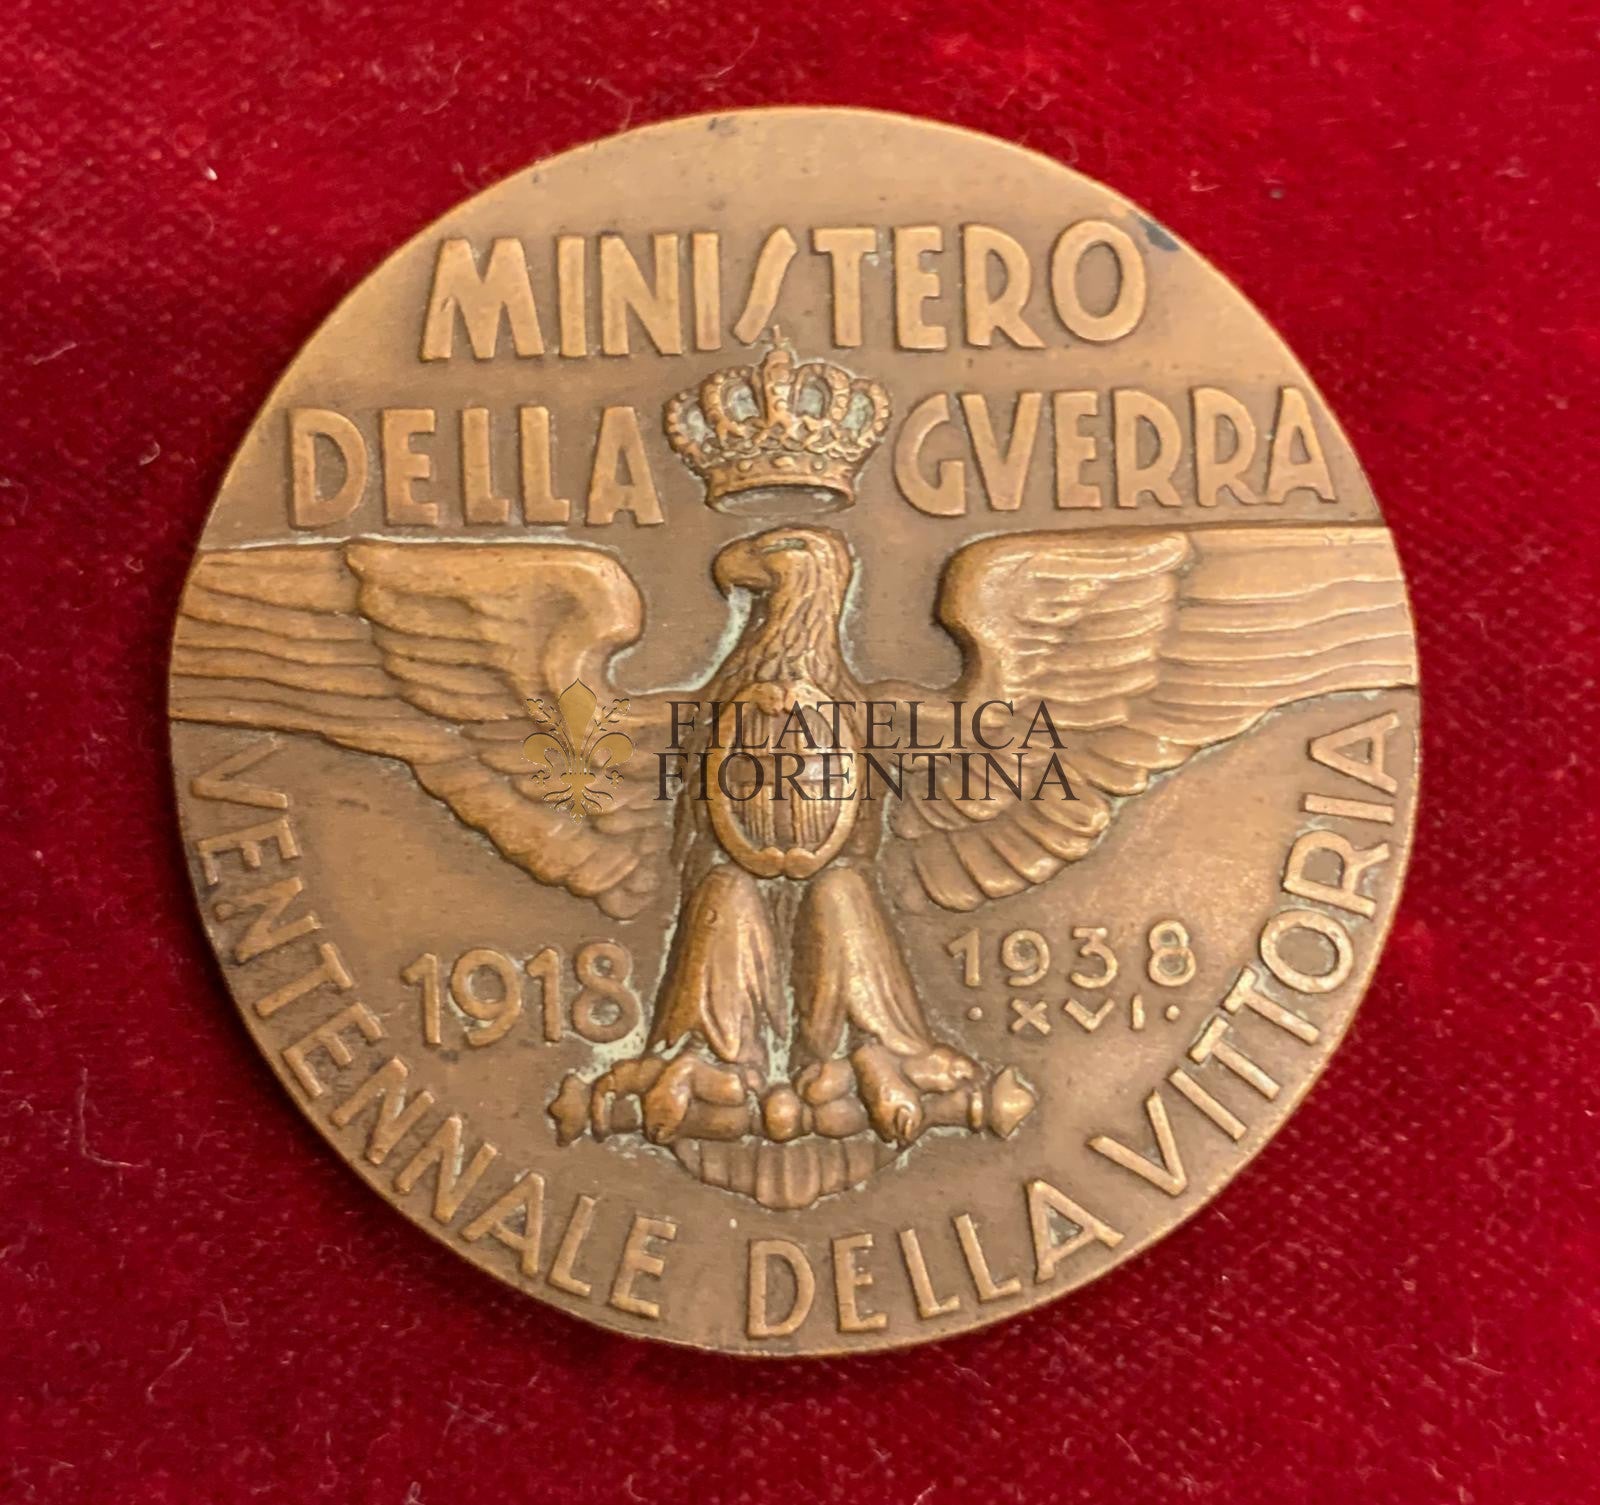 MINISTERO
DELLA GVERRA
FILATELICA
FIORENTINA
1918 1938
· XVI ·
VENTENNALE DELLA VITTORIA